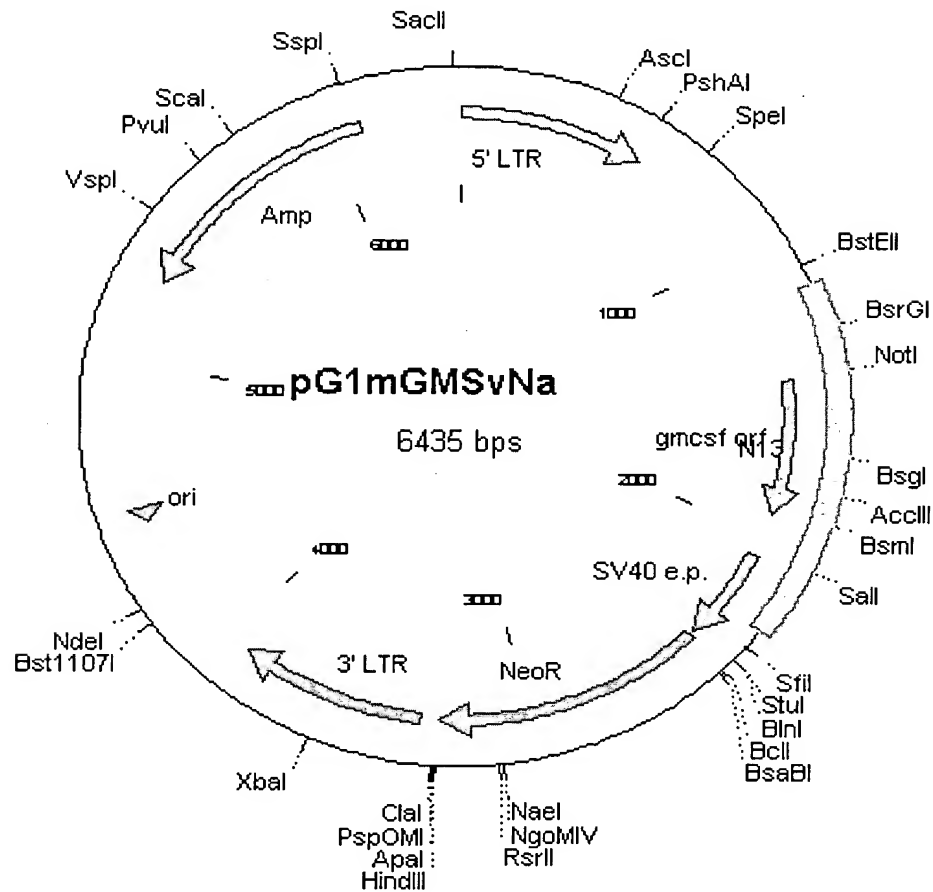 SacII
SspI
AscI
PshAI
SpeI
ScaI
PvuI
VspI
5' LTR
Amp
6000
BstEII
BsrGI
NotI
1000
5000
pG1mGMSvNa
6435 bps
gmcsf orf
N13
2000
BsgI
AccIII
BsmI
SalI
ori
4000
SV40 e.p.
3000
NdeI
Bst1107I
3' LTR
NeoR
SfiI
StuI
BlnI
BclI
BsaBI
XbaI
ClaI
PspOMI
ApaI
HindIII
NaeI
NgoMIV
RsrII